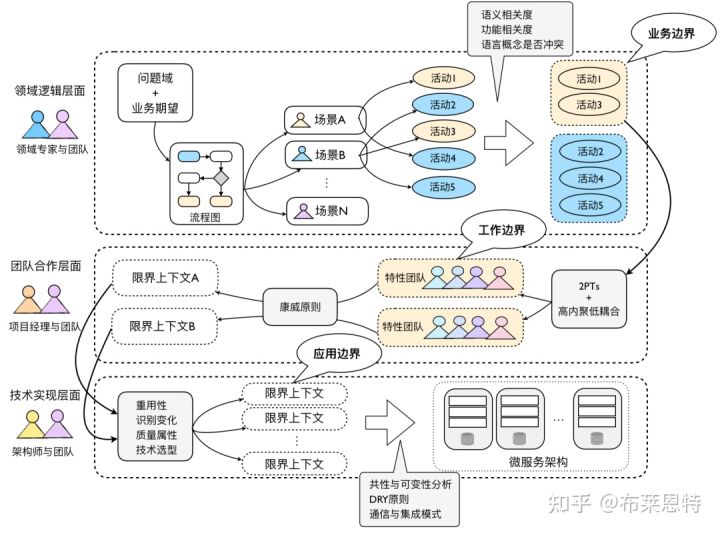 语义相关度
功能相关度
语言概念是否冲突
业务边界
领域逻辑层面
领域专家与团队
问题域
+
业务期望
流程图
场景A
场景B
⋮
场景N
活动1
活动2
活动3
活动4
活动5
活动1
活动3
活动2
活动4
活动5
工作边界
团队合作层面
项目经理与团队
限界上下文A
限界上下文B
康威原则
特性团队
特性团队
2PTs
+
高内聚低耦合
应用边界
技术实现层面
架构师与团队
重用性
识别变化
质量属性
技术选型
限界上下文
限界上下文
⋮
限界上下文
...
微服务架构
共性与可变性分析
DRY原则
通信与集成模式
知乎 @布莱恩特